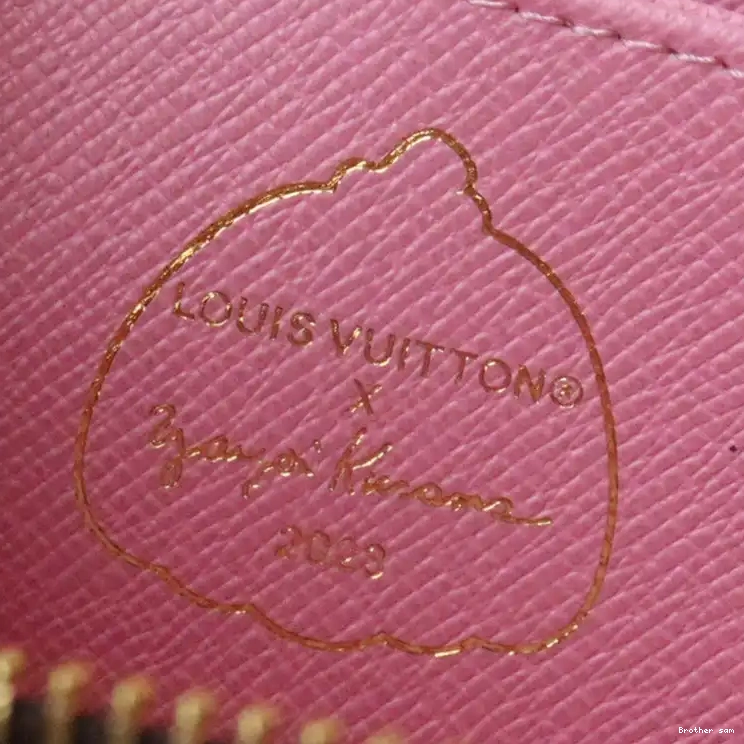 LOUIS VUITTON®
X
Yayoi Kusama
2023
Brother sam